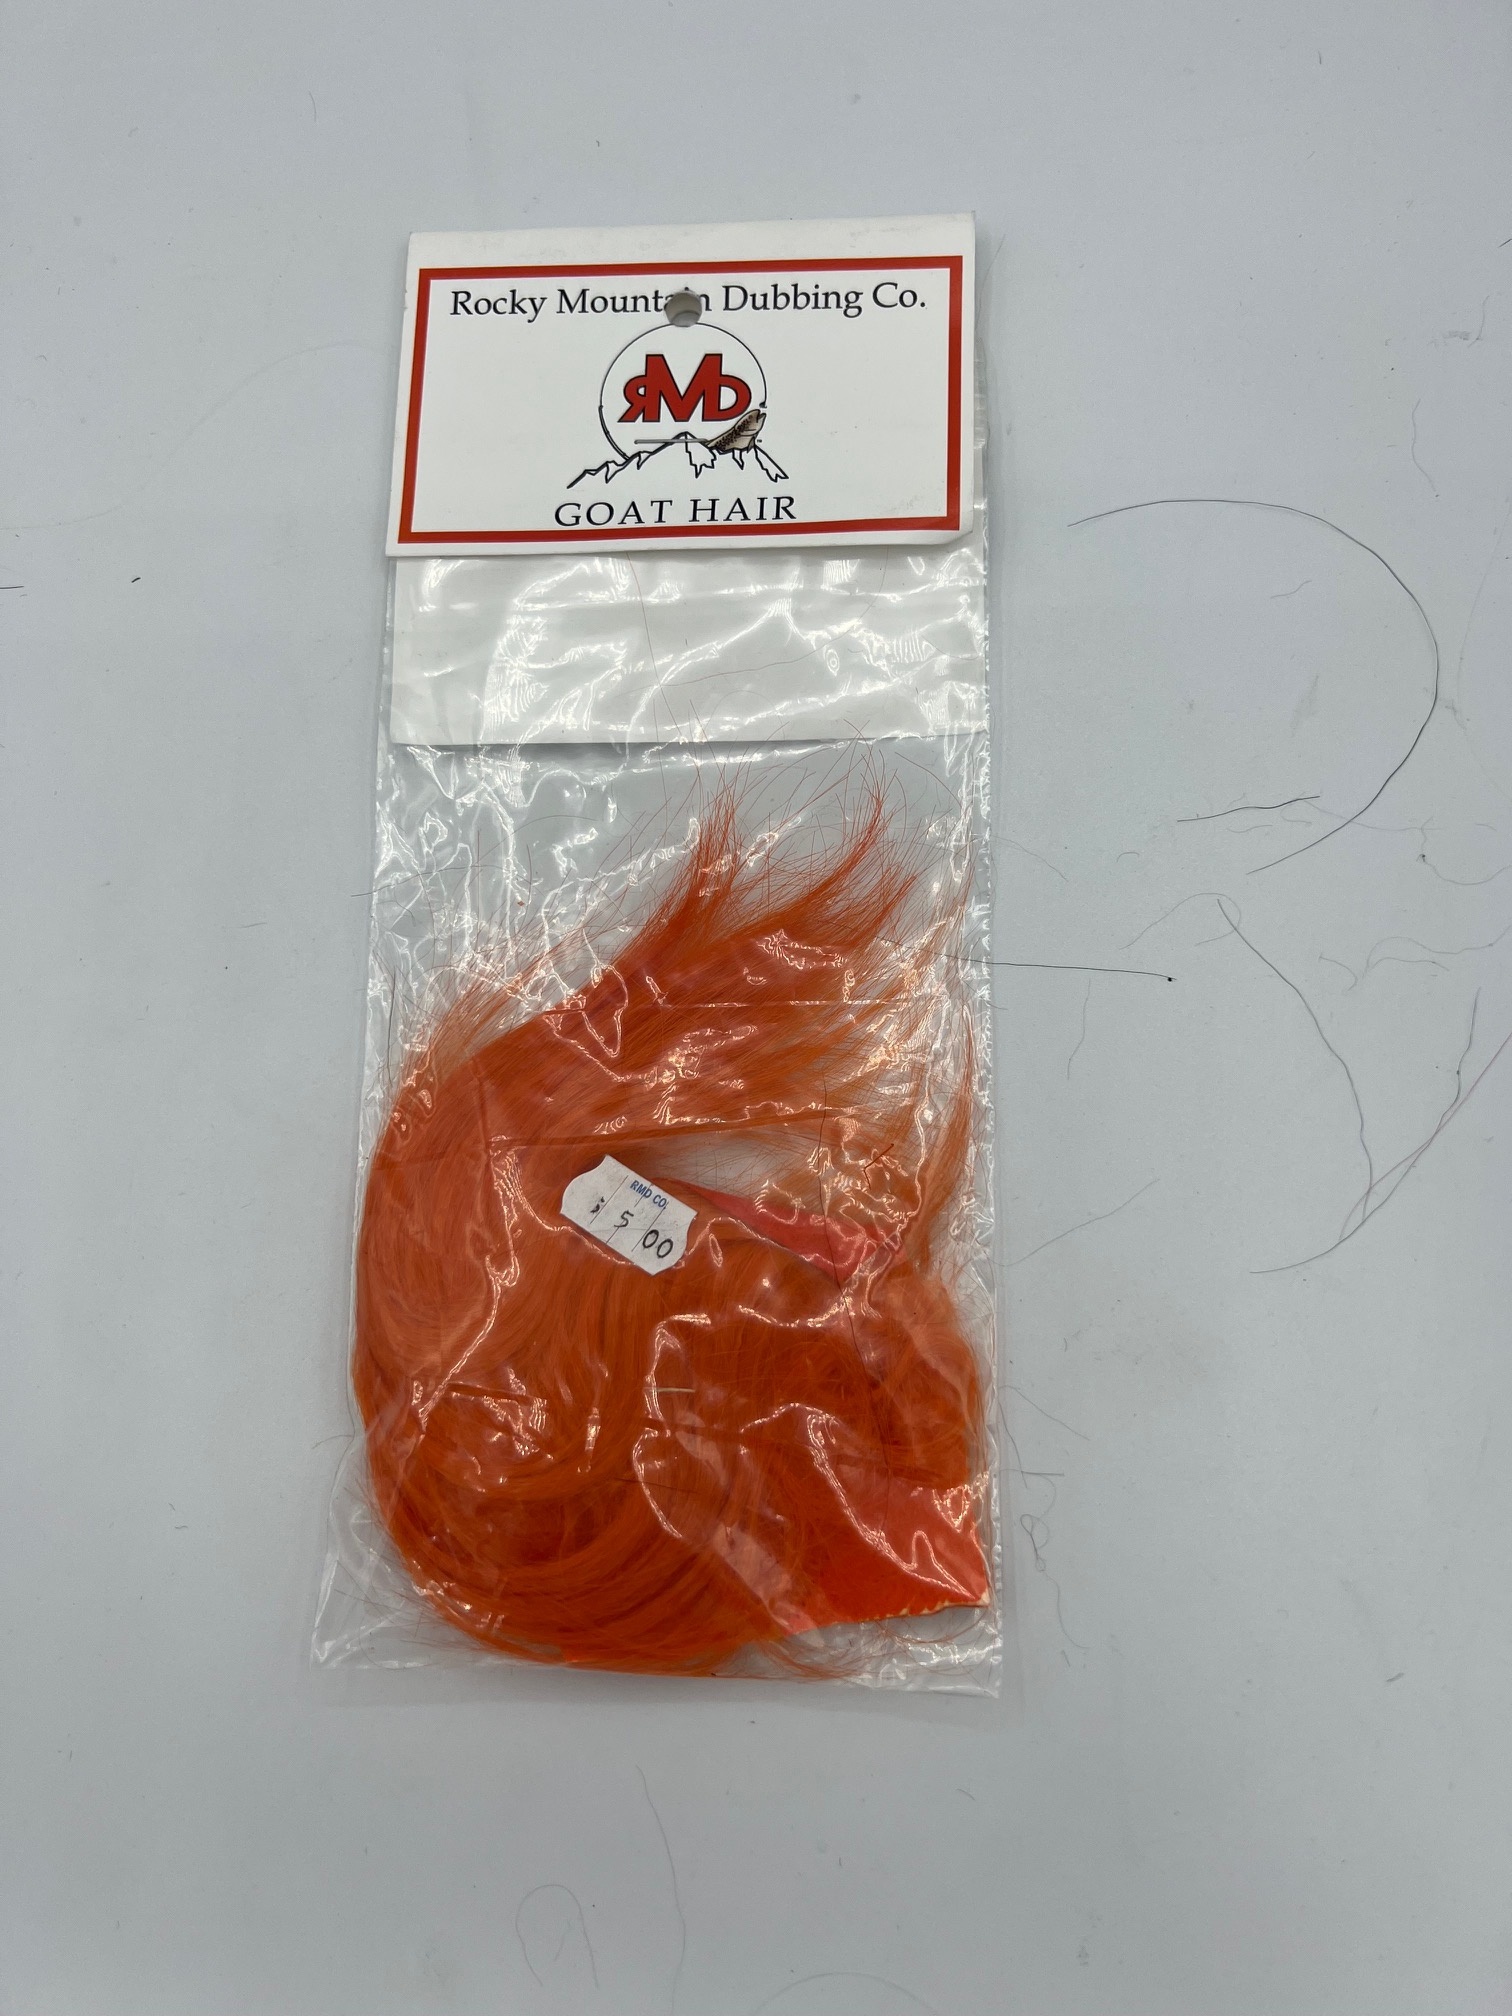 Rocky Mountain Dubbing Co.
RMD
GOAT HAIR
RMD CO.
$ 5 00